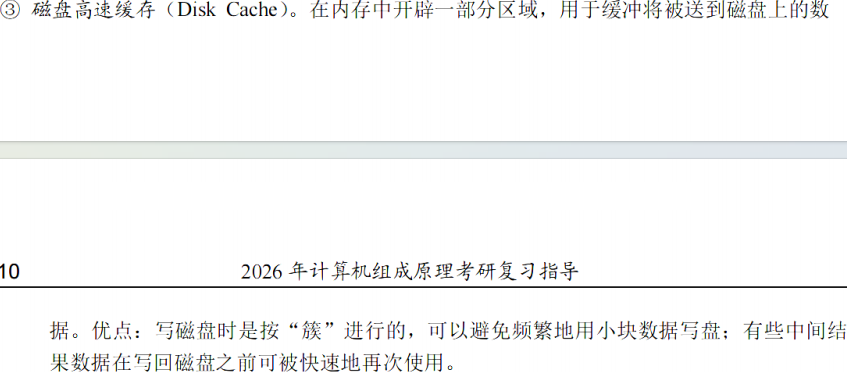 ③ 磁盘高速缓存（Disk Cache）。在内存中开辟一部分区域，用于缓冲将被送到磁盘上的数
10 2026 年计算机组成原理考研复习指导
据。优点：写磁盘时是按“簇”进行的，可以避免频繁地用小块数据写盘；有些中间结
果数据在写回磁盘之前可被快速地再次使用。